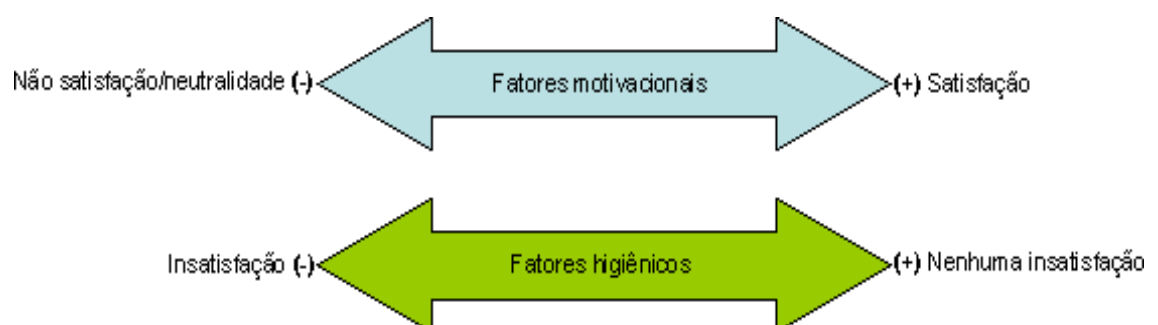 Não satisfação/neutralidade (-) Fatores motivacionais (+) Satisfação
Insatisfação (-) Fatores higiênicos (+) Nenhuma insatisfação